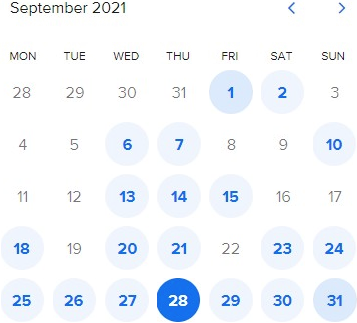 September 2021
MON TUE WED THU FRI SAT SUN
28 29 30 31 1 2 3
4 5 6 7 8 9 10
11 12 13 14 15 16 17
18 19 20 21 22 23 24
25 26 27 28 29 30 31